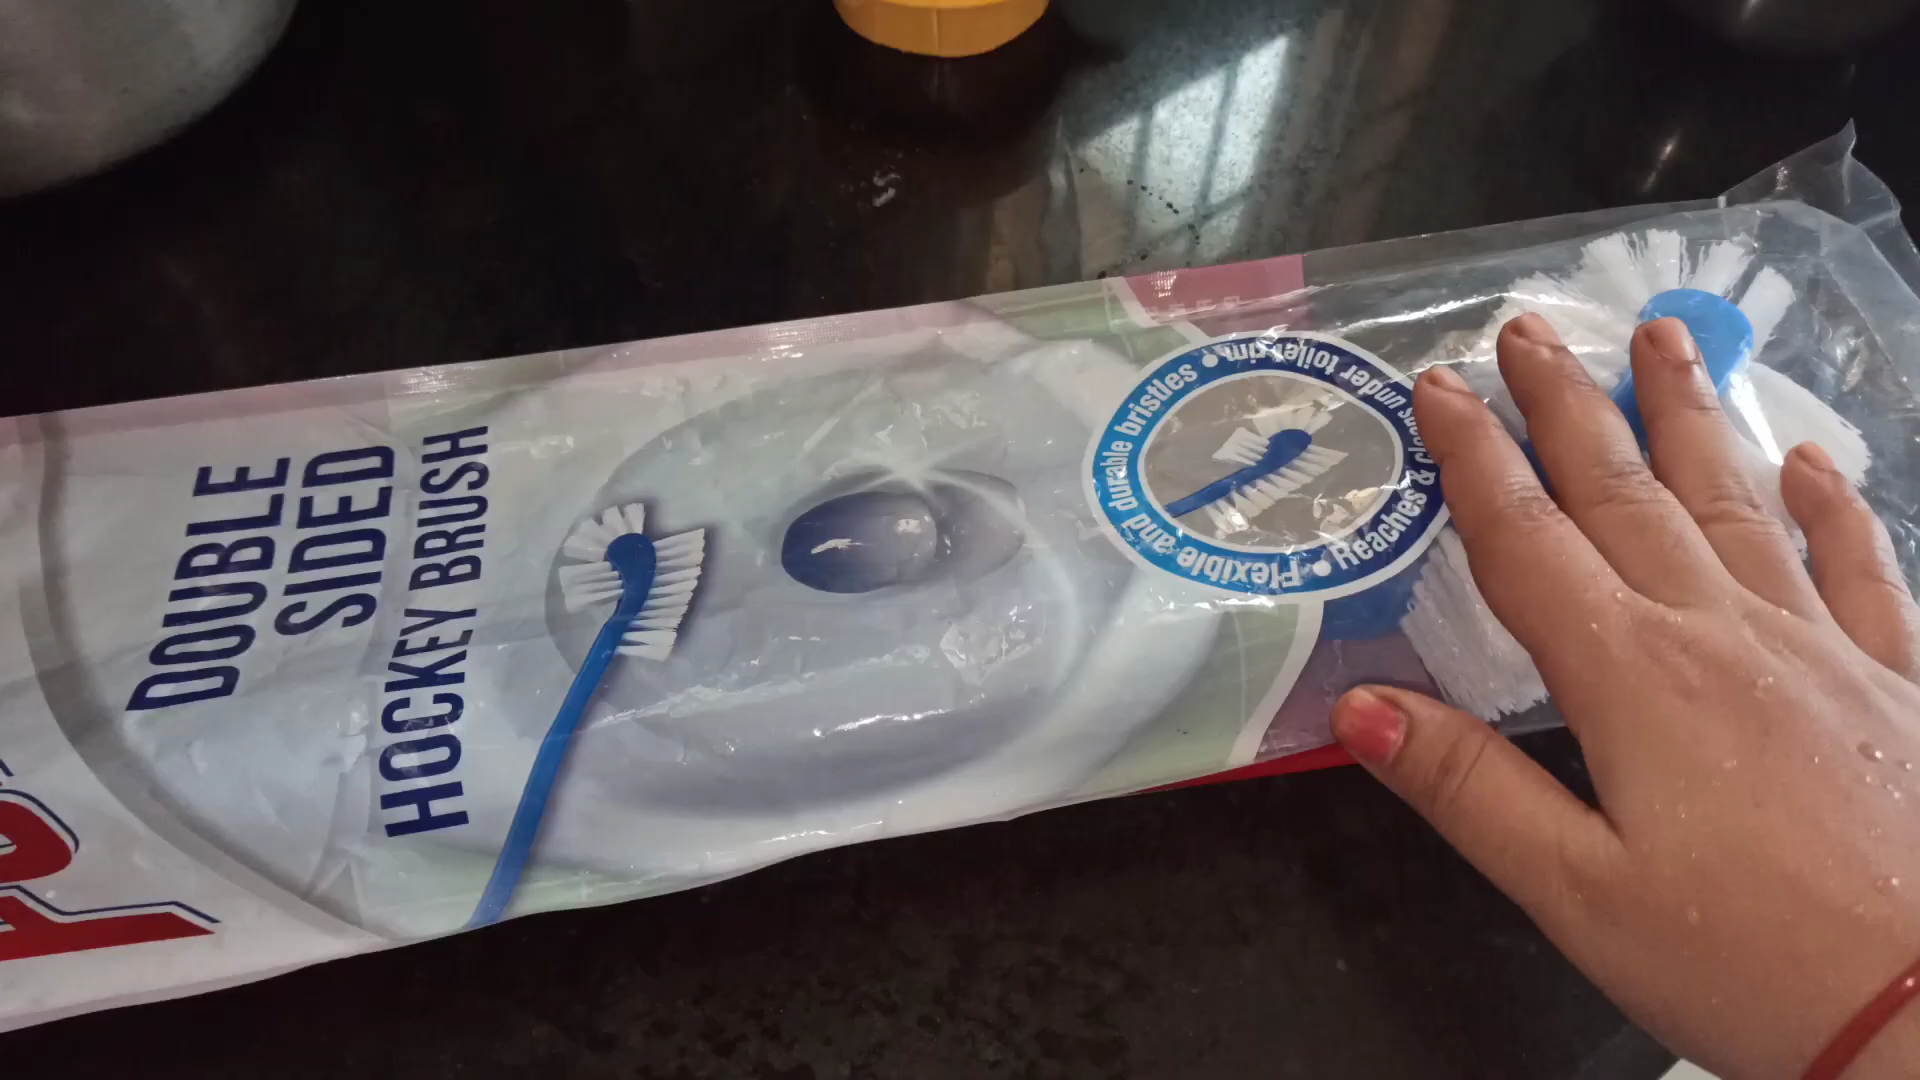 DOUBLE
SIDED
HOCKEY BRUSH
Flexible and durable bristles • Reaches & cleans under toilet rim •